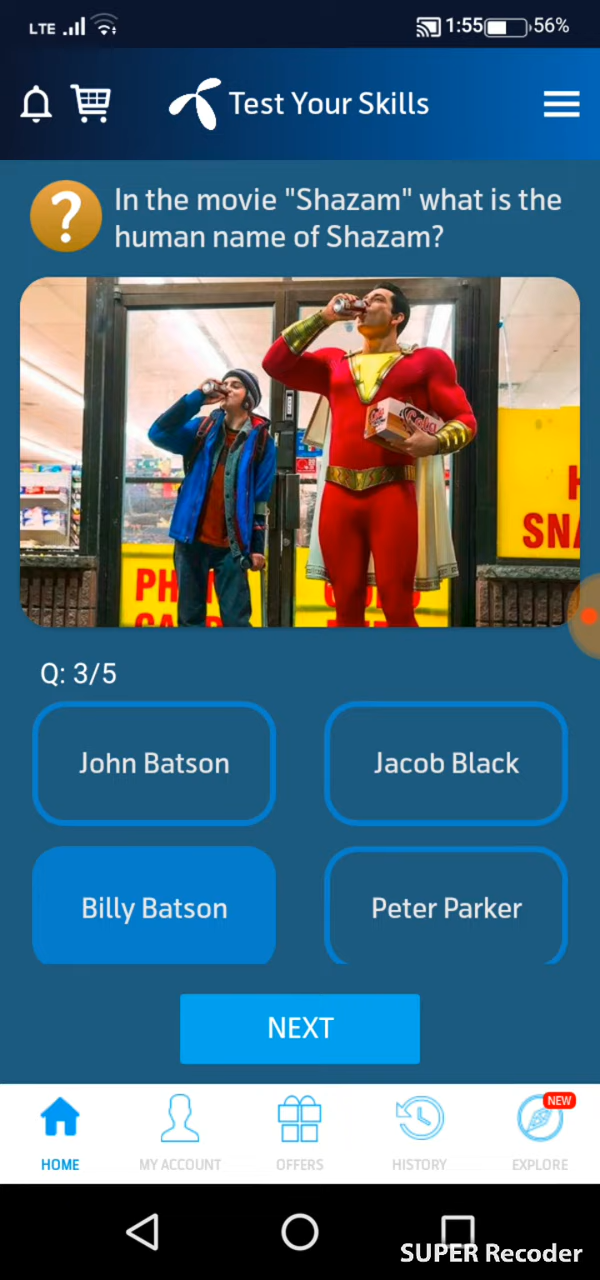 LTE 1:55 56%
Test Your Skills
? In the movie "Shazam" what is the
human name of Shazam?
Cola
SNA
PH
Q: 3/5
John Batson
Jacob Black
Billy Batson
Peter Parker
NEXT
NEW
HOME
MY ACCOUNT
OFFERS
HISTORY
EXPLORE
SUPER Recoder